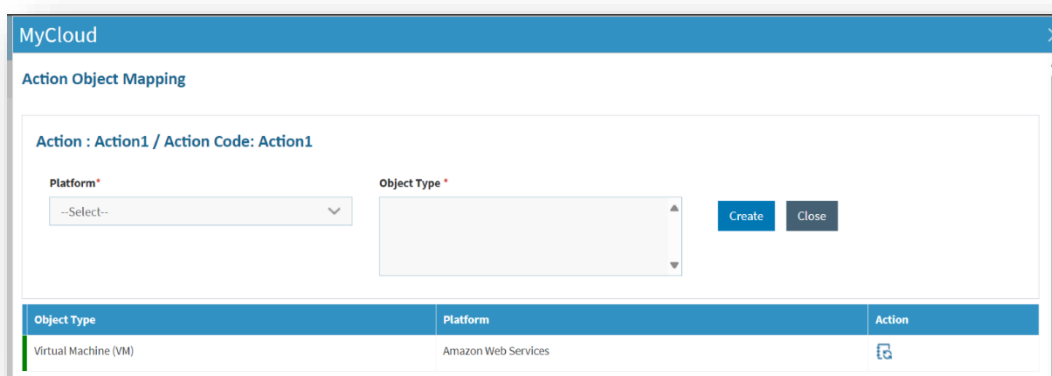 MyCloud
Action Object Mapping
Action : Action1 / Action Code: Action1
Platform*
Object Type *
--Select--
Create
Close
Object Type
Platform
Action
Virtual Machine (VM)
Amazon Web Services